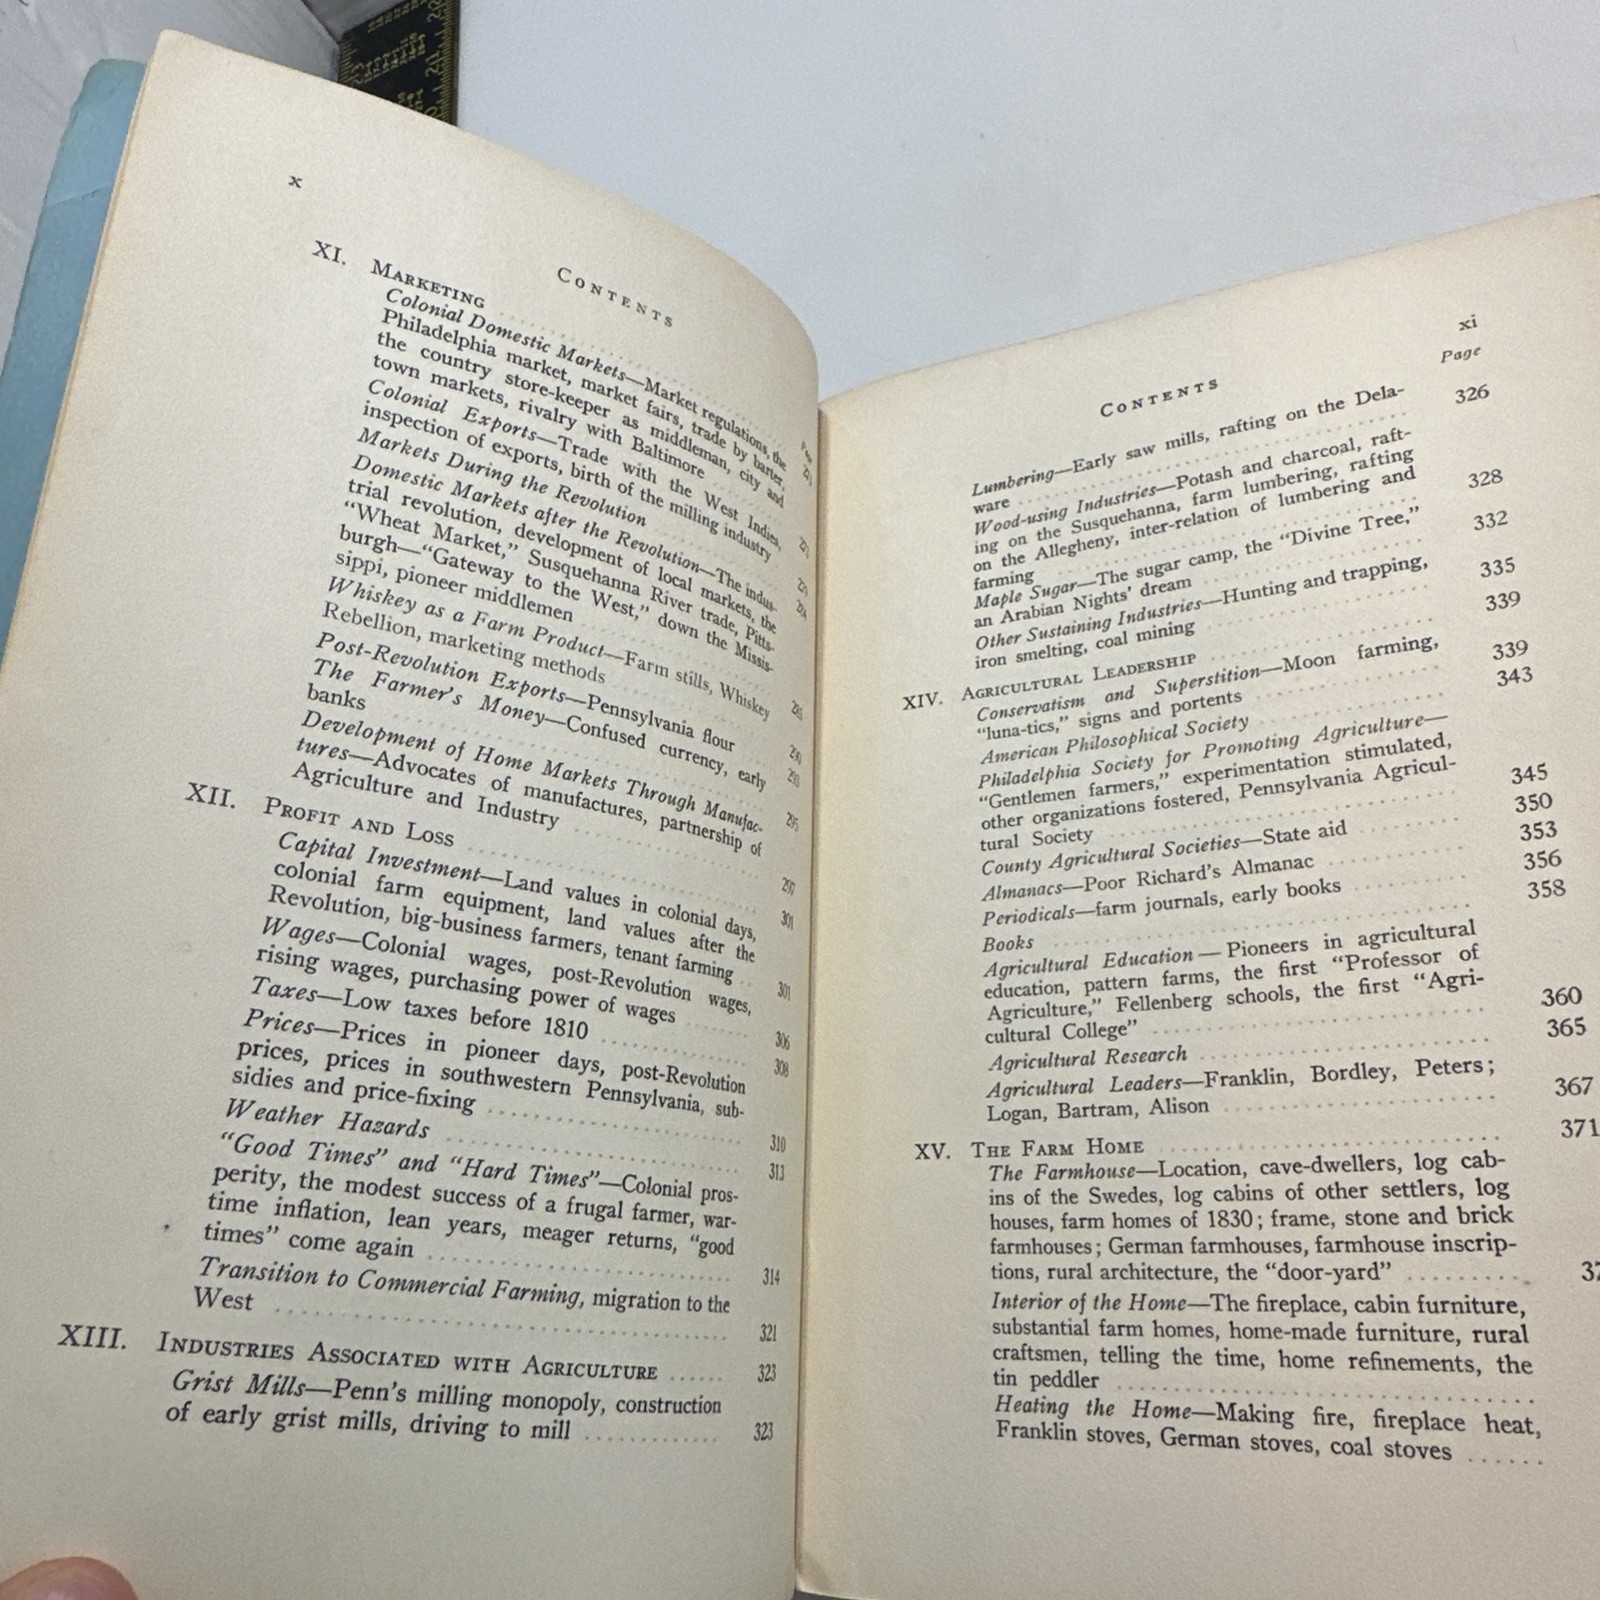 x
CONTENTS
XI. MARKETING
Colonial Domestic Markets—Market regulations, the
Philadelphia market, market fairs, trade by barter,
the country store-keeper as middleman, city and
town markets, rivalry with Baltimore
Colonial Exports—Trade with the West Indies,
inspection of exports, birth of the milling industry
Markets During the Revolution
Domestic Markets after the Revolution—The indus-
trial revolution, development of local markets, the
“Wheat Market,” Susquehanna River trade, Pitts-
burgh—“Gateway to the West,” down the Missis-
sippi, pioneer middlemen
Whiskey as a Farm Product—Farm stills, Whiskey
Rebellion, marketing methods
Post-Revolution Exports—Pennsylvania flour 290
The Farmer's Money—Confused currency, early
banks 295
Development of Home Markets Through Manufac-
tures—Advocates of manufactures, partnership of
Agriculture and Industry 297
XII. PROFIT AND LOSS 301
Capital Investment—Land values in colonial days,
colonial farm equipment, land values after the
Revolution, big-business farmers, tenant farming 301
Wages—Colonial wages, post-Revolution wages,
rising wages, purchasing power of wages 306
Taxes—Low taxes before 1810 308
Prices—Prices in pioneer days, post-Revolution
prices, prices in southwestern Pennsylvania, sub-
sidies and price-fixing 310
Weather Hazards 313
“Good Times” and “Hard Times”—Colonial pros-
perity, the modest success of a frugal farmer, war-
time inflation, lean years, meager returns, “good
times” come again 314
Transition to Commercial Farming, migration to the
West 321
XIII. INDUSTRIES ASSOCIATED WITH AGRICULTURE 323
Grist Mills—Penn's milling monopoly, construction
of early grist mills, driving to mill 323
xi
CONTENTS
Page
Lumbering—Early saw mills, rafting on the Dela-
ware 326
Wood-using Industries—Potash and charcoal, raft-
ing on the Susquehanna, farm lumbering, rafting
on the Allegheny, inter-relation of lumbering and
farming 328
Maple Sugar—The sugar camp, the “Divine Tree,”
an Arabian Nights' dream 332
Other Sustaining Industries—Hunting and trapping,
iron smelting, coal mining 335
XIV. AGRICULTURAL LEADERSHIP 339
Conservatism and Superstition—Moon farming,
“luna-tics,” signs and portents 339
American Philosophical Society 343
Philadelphia Society for Promoting Agriculture—
“Gentlemen farmers,” experimentation stimulated,
other organizations fostered, Pennsylvania Agricul-
tural Society 345
County Agricultural Societies—State aid 350
Almanacs—Poor Richard's Almanac 353
Periodicals—farm journals, early books 356
Books 358
Agricultural Education—Pioneers in agricultural
education, pattern farms, the first “Professor of
Agriculture,” Fellenberg schools, the first “Agri-
cultural College” 360
Agricultural Research 365
Agricultural Leaders—Franklin, Bordley, Peters;
Logan, Bartram, Alison 367
XV. THE FARM HOME 371
The Farmhouse—Location, cave-dwellers, log cab-
ins of the Swedes, log cabins of other settlers, log
houses, farm homes of 1830; frame, stone and brick
farmhouses; German farmhouses, farmhouse inscrip-
tions, rural architecture, the “door-yard” 37
Interior of the Home—The fireplace, cabin furniture,
substantial farm homes, home-made furniture, rural
craftsmen, telling the time, home refinements, the
tin peddler
Heating the Home—Making fire, fireplace heat,
Franklin stoves, German stoves, coal stoves